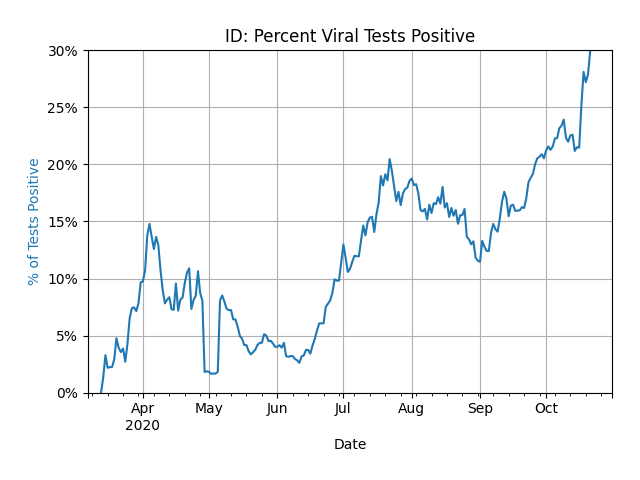 ID: Percent Viral Tests Positive
30%
25%
20%
15%
10%
5%
0%
% of Tests Positive
Apr May Jun Jul Aug Sep Oct
2020
Date